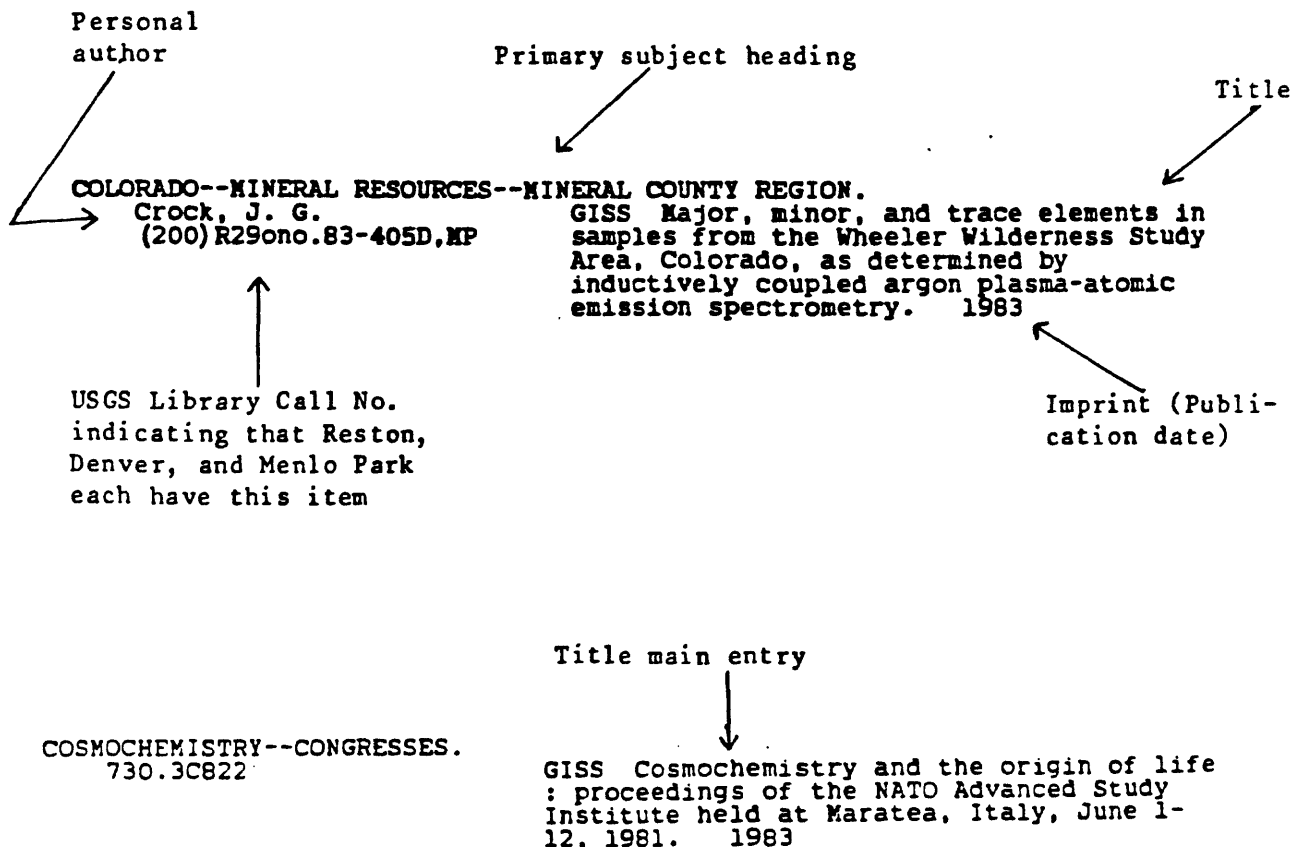 Personal
author
Primary subject heading
Title
COLORADO--MINERAL RESOURCES--MINERAL COUNTY REGION.
Crock, J. G.
(200)R29ono.83-405D,MP
GISS Major, minor, and trace elements in
samples from the Wheeler Wilderness Study
Area, Colorado, as determined by
inductively coupled argon plasma-atomic
emission spectrometry. 1983
USGS Library Call No.
indicating that Reston,
Denver, and Menlo Park
each have this item
Imprint (Publi-
cation date)
Title main entry
COSMOCHEMISTRY--CONGRESSES.
730.3C822
GISS Cosmochemistry and the origin of life
: proceedings of the NATO Advanced Study
Institute held at Maratea, Italy, June 1-
12, 1981. 1983